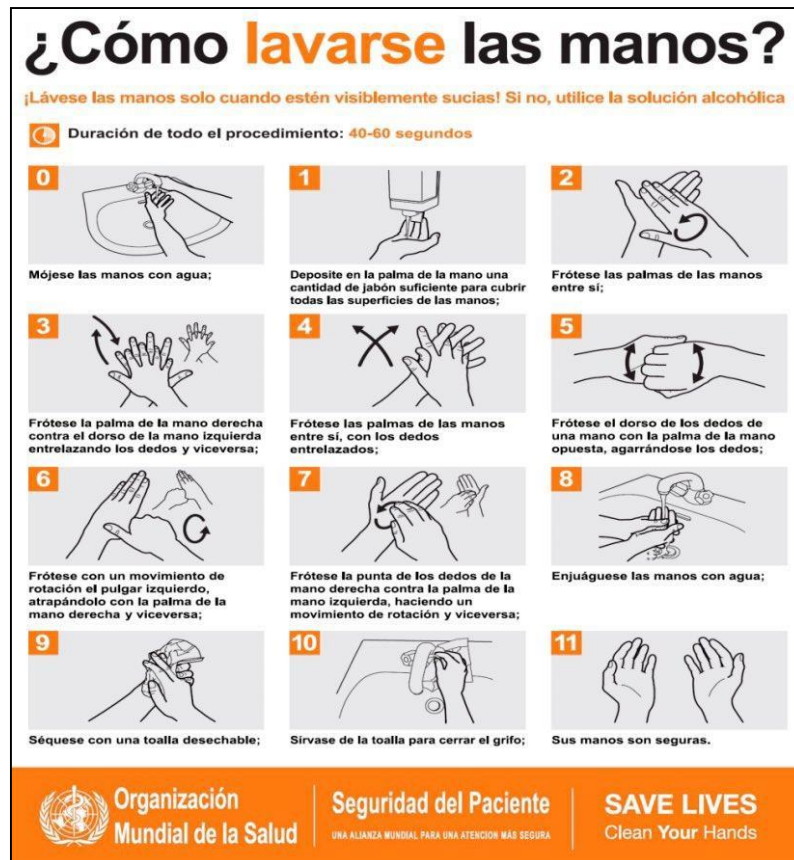 ¿Cómo lavarse las manos?
¡Lávese las manos solo cuando estén visiblemente sucias! Si no, utilice la solución alcohólica
Duración de todo el procedimiento: 40-60 segundos
0
Mójese las manos con agua;
1
Deposite en la palma de la mano una
cantidad de jabón suficiente para cubrir
todas las superficies de las manos;
2
Frótese las palmas de las manos
entre sí;
3
Frótese la palma de la mano derecha
contra el dorso de la mano izquierda
entrelazando los dedos y viceversa;
4
Frótese las palmas de las manos
entre sí, con los dedos
entrelazados;
5
Frótese el dorso de los dedos de
una mano con la palma de la mano
opuesta, agarrándose los dedos;
6
Frótese con un movimiento de
rotación el pulgar izquierdo,
atrapándolo con la palma de la
mano derecha y viceversa;
7
Frótese la punta de los dedos de la
mano derecha contra la palma de la
mano izquierda, haciendo un
movimiento de rotación y viceversa;
8
Enjuáguese las manos con agua;
9
Séquese con una toalla desechable;
10
Sírvase de la toalla para cerrar el grifo;
11
Sus manos son seguras.
Organización
Mundial de la Salud
Seguridad del Paciente
UNA ALIANZA MUNDIAL PARA UNA ATENCION MÁS SEGURA
SAVE LIVES
Clean Your Hands